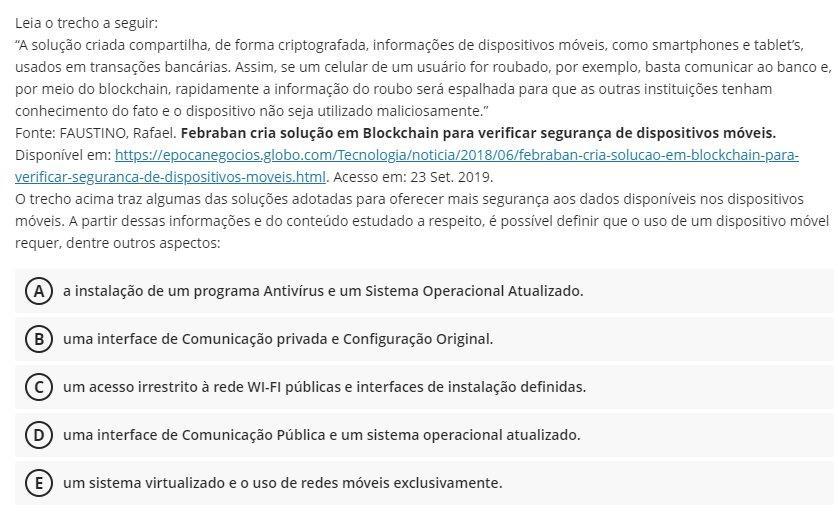 Leia o trecho a seguir:
“A solução criada compartilha, de forma criptografada, informações de dispositivos móveis, como smartphones e tablet’s,
usados em transações bancárias. Assim, se um celular de um usuário for roubado, por exemplo, basta comunicar ao banco e,
por meio do blockchain, rapidamente a informação do roubo será espalhada para que as outras instituições tenham
conhecimento do fato e o dispositivo não seja utilizado maliciosamente.”
Fonte: FAUSTINO, Rafael. Febraban cria solução em Blockchain para verificar segurança de dispositivos móveis.
Disponível em: https://epocanegocios.globo.com/Tecnologia/noticia/2018/06/febraban-cria-solucao-em-blockchain-para-
verificar-seguranca-de-dispositivos-moveis.html. Acesso em: 23 Set. 2019.
O trecho acima traz algumas das soluções adotadas para oferecer mais segurança aos dados disponíveis nos dispositivos
móveis. A partir dessas informações e do conteúdo estudado a respeito, é possível definir que o uso de um dispositivo móvel
requer, dentre outros aspectos:
A a instalação de um programa Antivírus e um Sistema Operacional Atualizado.
B uma interface de Comunicação privada e Configuração Original.
C um acesso irrestrito à rede WI-FI públicas e interfaces de instalação definidas.
D uma interface de Comunicação Pública e um sistema operacional atualizado.
E um sistema virtualizado e o uso de redes móveis exclusivamente.